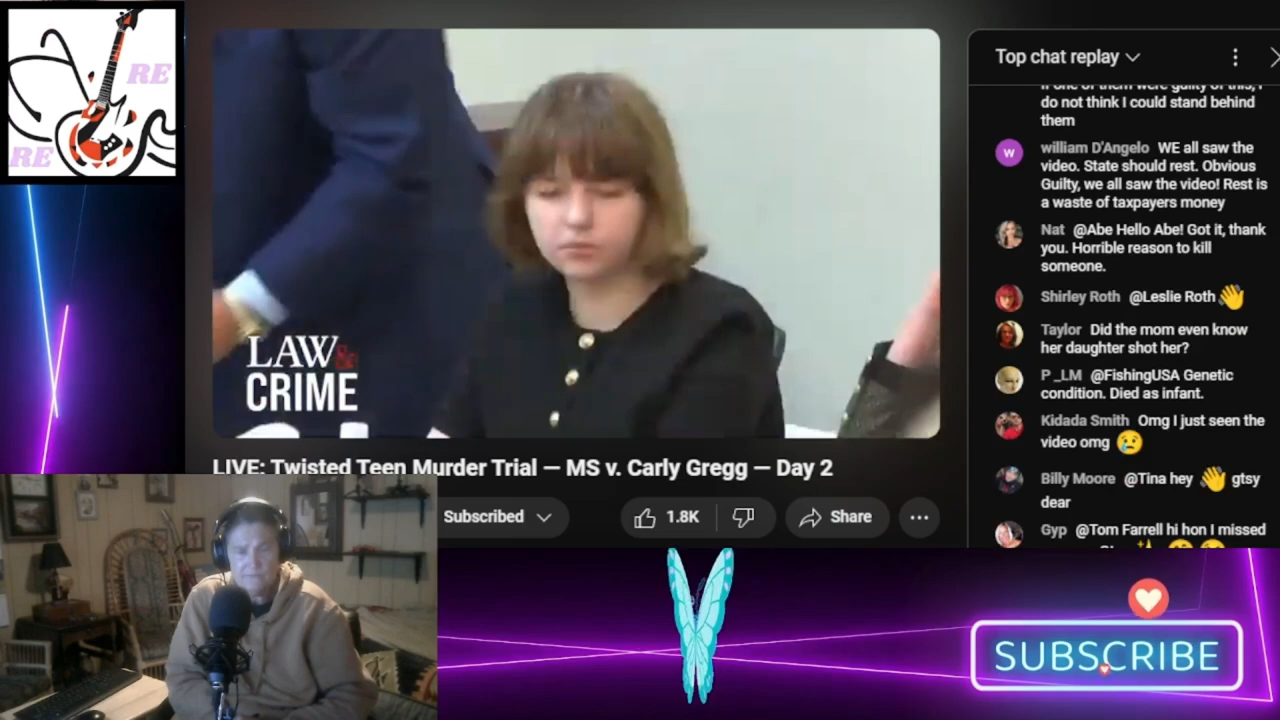 RE
RE
LAW &
CRIME
LIVE: Twisted Teen Murder Trial — MS v. Carly Gregg — Day 2
Subscribed
1.8K
Share
Top chat replay
do not think I could stand behind
them
W
william D'Angelo WE all saw the
video. State should rest. Obvious
Guilty, we all saw the video! Rest is
a waste of taxpayers money
Nat @Abe Hello Abe! Got it, thank
you. Horrible reason to kill
someone.
Shirley Roth @Leslie Roth 👋
Taylor Did the mom even know
her daughter shot her?
P _LM @FishingUSA Genetic
condition. Died as infant.
Kidada Smith Omg I just seen the
video omg 😢
Billy Moore @Tina hey 👋 gtsy
dear
Gyp @Tom Farrell hi hon I missed
SUBSCRIBE